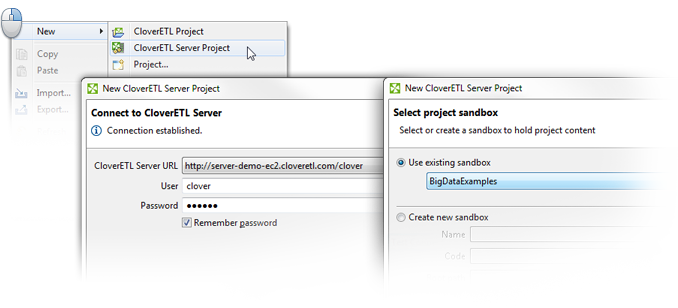 New
CloverETL Project
CloverETL Server Project
Project...
Copy
Paste
Import...
Export...
New CloverETL Server Project
Connect to CloverETL Server
Connection established.
CloverETL Server URL http://server-demo-ec2.cloveretl.com/clover
User clover
Password ●●●●●●
Remember password
New CloverETL Server Project
Select project sandbox
Select or create a sandbox to hold project content
Use existing sandbox
BigDataExamples
Create new sandbox
Name
Code